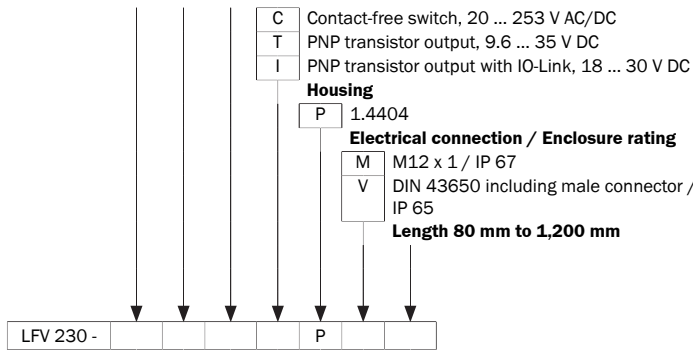 C Contact-free switch, 20 ... 253 V AC/DC
T PNP transistor output, 9.6 ... 35 V DC
I PNP transistor output with IO-Link, 18 ... 30 V DC
Housing
P 1.4404
Electrical connection / Enclosure rating
M M12 x 1 / IP 67
V DIN 43650 including male connector /
IP 65
Length 80 mm to 1,200 mm
LFV 230 - P